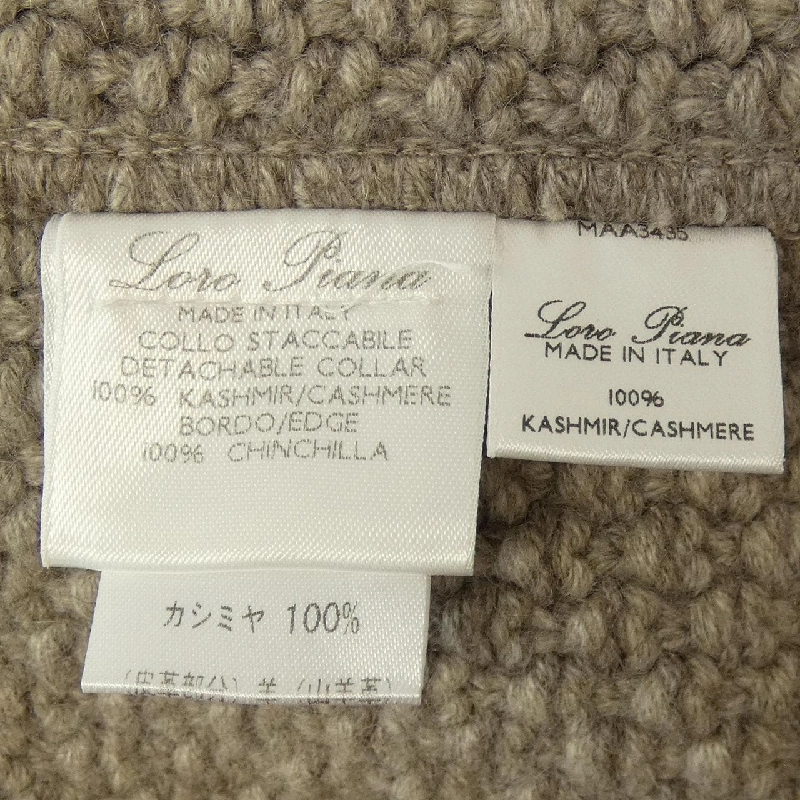 Loro Piana
MADE IN ITALY
COLLO STACCABILE
DETACHABLE COLLAR
100% KASHMIR/CASHMERE
BORDO/EDGE
100% CHINCHILLA
カシミヤ 100%
MAA3435
Loro Piana
MADE IN ITALY
100%
KASHMIR/CASHMERE